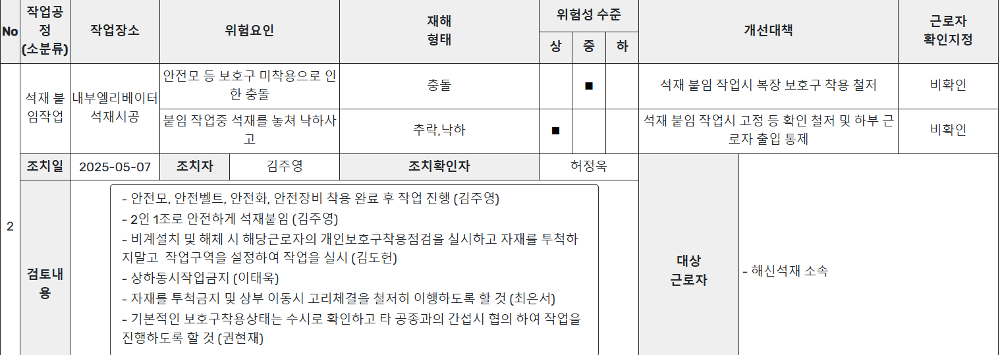 No
작업공
정
(소분류)
작업장소
위험요인
재해
형태
위험성 수준
상
중
하
개선대책
근로자
확인지정
2
석재 붙
임작업
내부엘리베이터
석재시공
안전모 등 보호구 미착용으로 인
한 충돌
충돌
■
석재 붙임 작업시 복장 보호구 착용 철저
비확인
붙임 작업중 석재를 놓쳐 낙하사
고
추락,낙하
■
석재 붙임 작업시 고정 등 확인 철저 및 하부 근
로자 출입 통제
비확인
조치일
2025-05-07
조치자
김주영
조치확인자
허정욱
검토내
용
- 안전모, 안전벨트, 안전화, 안전장비 착용 완료 후 작업 진행 (김주영)
- 2인 1조로 안전하게 석재붙임 (김주영)
- 비계설치 및 해체 시 해당근로자의 개인보호구착용점검을 실시하고 자재를 투척하
지말고  작업구역을 설정하여 작업을 실시 (김도헌)
- 상하동시작업금지 (이태욱)
- 자재를 투척금지 및 상부 이동시 고리체결을 철저히 이행하도록 할 것 (최은서)
- 기본적인 보호구착용상태는 수시로 확인하고 타 공종과의 간섭시 협의 하여 작업을
진행하도록 할 것 (권현재)
대상
근로자
- 해신석재 소속